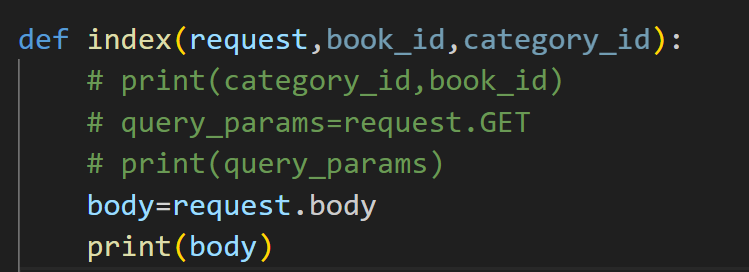 def index(request,book_id,category_id):
    # print(category_id,book_id)
    # query_params=request.GET
    # print(query_params)
    body=request.body
    print(body)